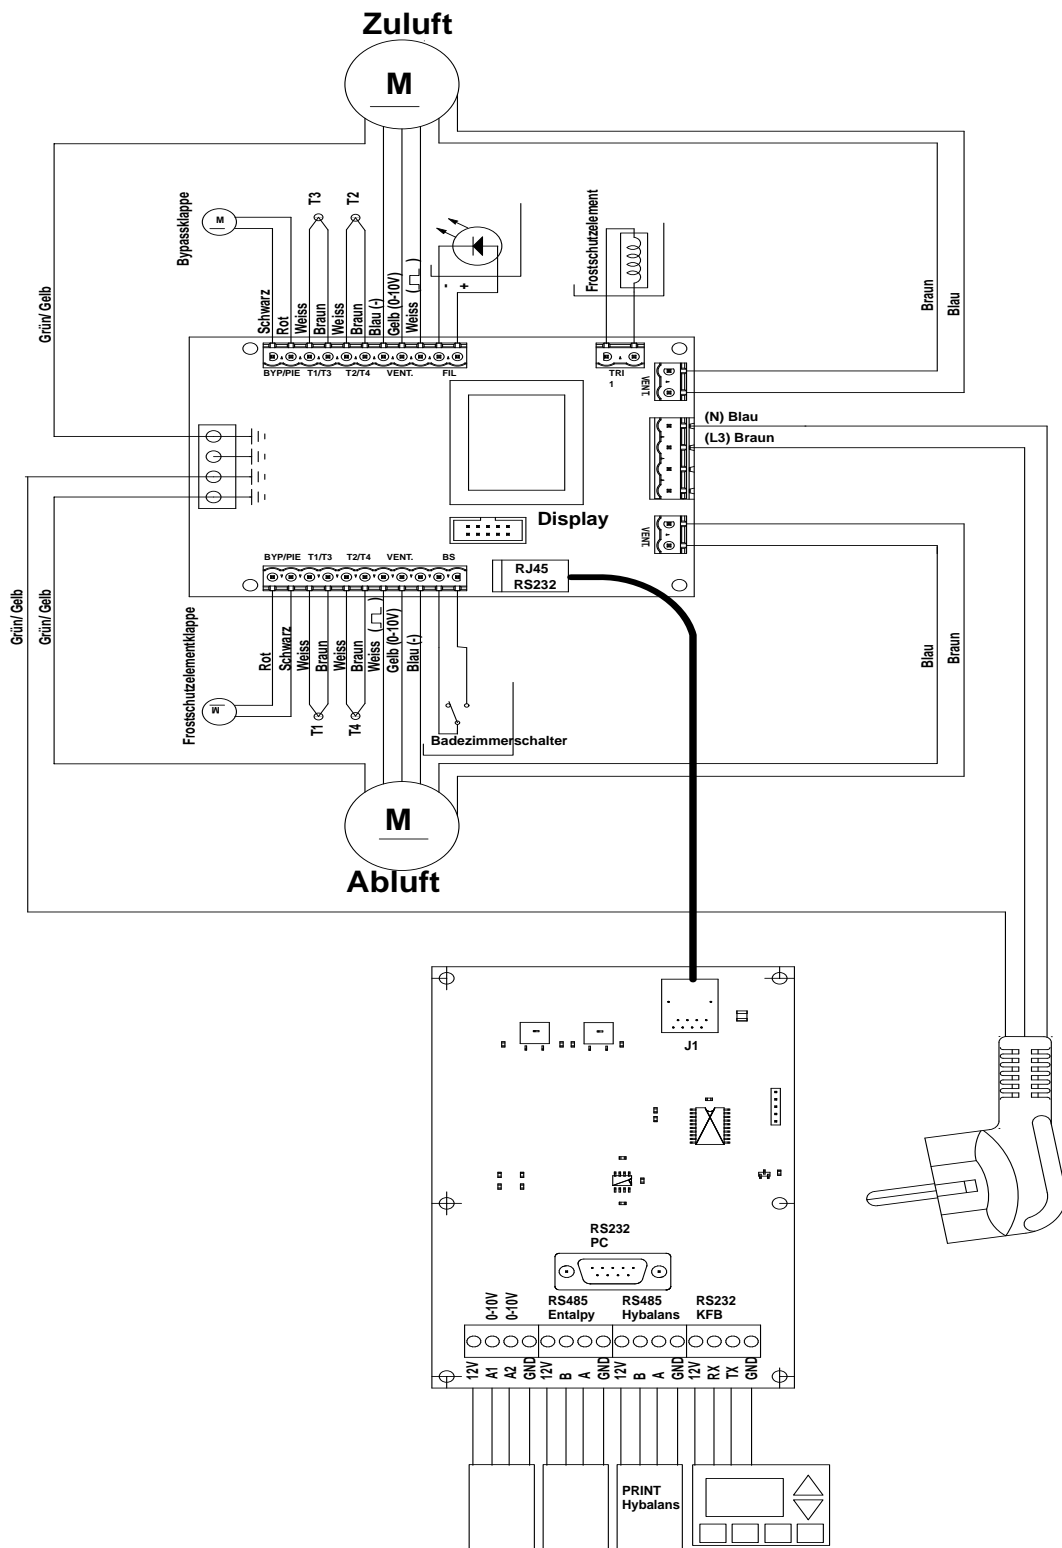 Zuluft
M
Grün/ Gelb
Bypassklappe
M
T3
T2
Schwarz
Rot
Weiss
Braun
Weiss
Braun
Blau (-)
Gelb (0-10V)
Weiss (
)
-
+
Frostschutzelement
Braun
Blau
BYP/PIE
T1/T3
T2/T4
VENT.
FIL
TRI
1
VENT
(N) Blau
(L3) Braun
Display
VENT
BYP/PIE
T1/T3
T2/T4
VENT.
BS
RJ45
RS232
Grün/ Gelb
Grün/ Gelb
Rot
Schwarz
Weiss
Braun
Weiss
Braun
Weiss (
)
Gelb (0-10V)
Blau (-)
Blau
Braun
Frostschutzelementklappe
M
T1
T4
Badezimmerschalter
M
Abluft
J1
RS232
PC
0-10V
0-10V
RS485
Entalpy
RS485
Hybalans
RS232
KFB
12V
A1
A2
GND
12V
B
A
GND
12V
B
A
GND
12V
RX
TX
GND
PRINT
Hybalans